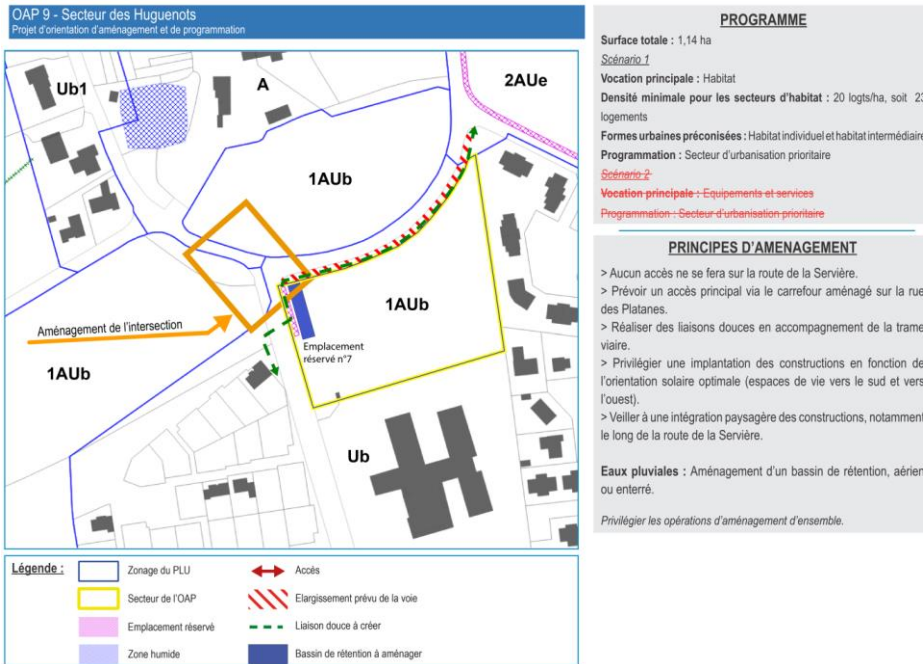 OAP 9 - Secteur des Huguenots
Projet d'orientation d'aménagement et de programmation
Ub1
A
2AUe
1AUb
1AUb
Aménagement de l'intersection
Emplacement
réservé n°7
1AUb
Ub
Légende :
Zonage du PLU
Accès
Secteur de l'OAP
Elargissement prévu de la voie
Emplacement réservé
Liaison douce à créer
Zone humide
Bassin de rétention à aménager
PROGRAMME
Surface totale : 1,14 ha
Scénario 1
Vocation principale : Habitat
Densité minimale pour les secteurs d'habitat : 20 logts/ha, soit 23
logements
Formes urbaines préconisées : Habitat individuel et habitat intermédiaire
Programmation : Secteur d'urbanisation prioritaire
Scénario 2
Vocation principale : Equipements et services
Programmation : Secteur d'urbanisation prioritaire
PRINCIPES D'AMENAGEMENT
> Aucun accès ne se fera sur la route de la Servière.
> Prévoir un accès principal via le carrefour aménagé sur la rue
des Platanes.
> Réaliser des liaisons douces en accompagnement de la trame
viaire.
> Privilégier une implantation des constructions en fonction de
l'orientation solaire optimale (espaces de vie vers le sud et vers
l'ouest).
> Veiller à une intégration paysagère des constructions, notamment
le long de la route de la Servière.
Eaux pluviales : Aménagement d'un bassin de rétention, aérien
ou enterré.
Privilégier les opérations d'aménagement d'ensemble.